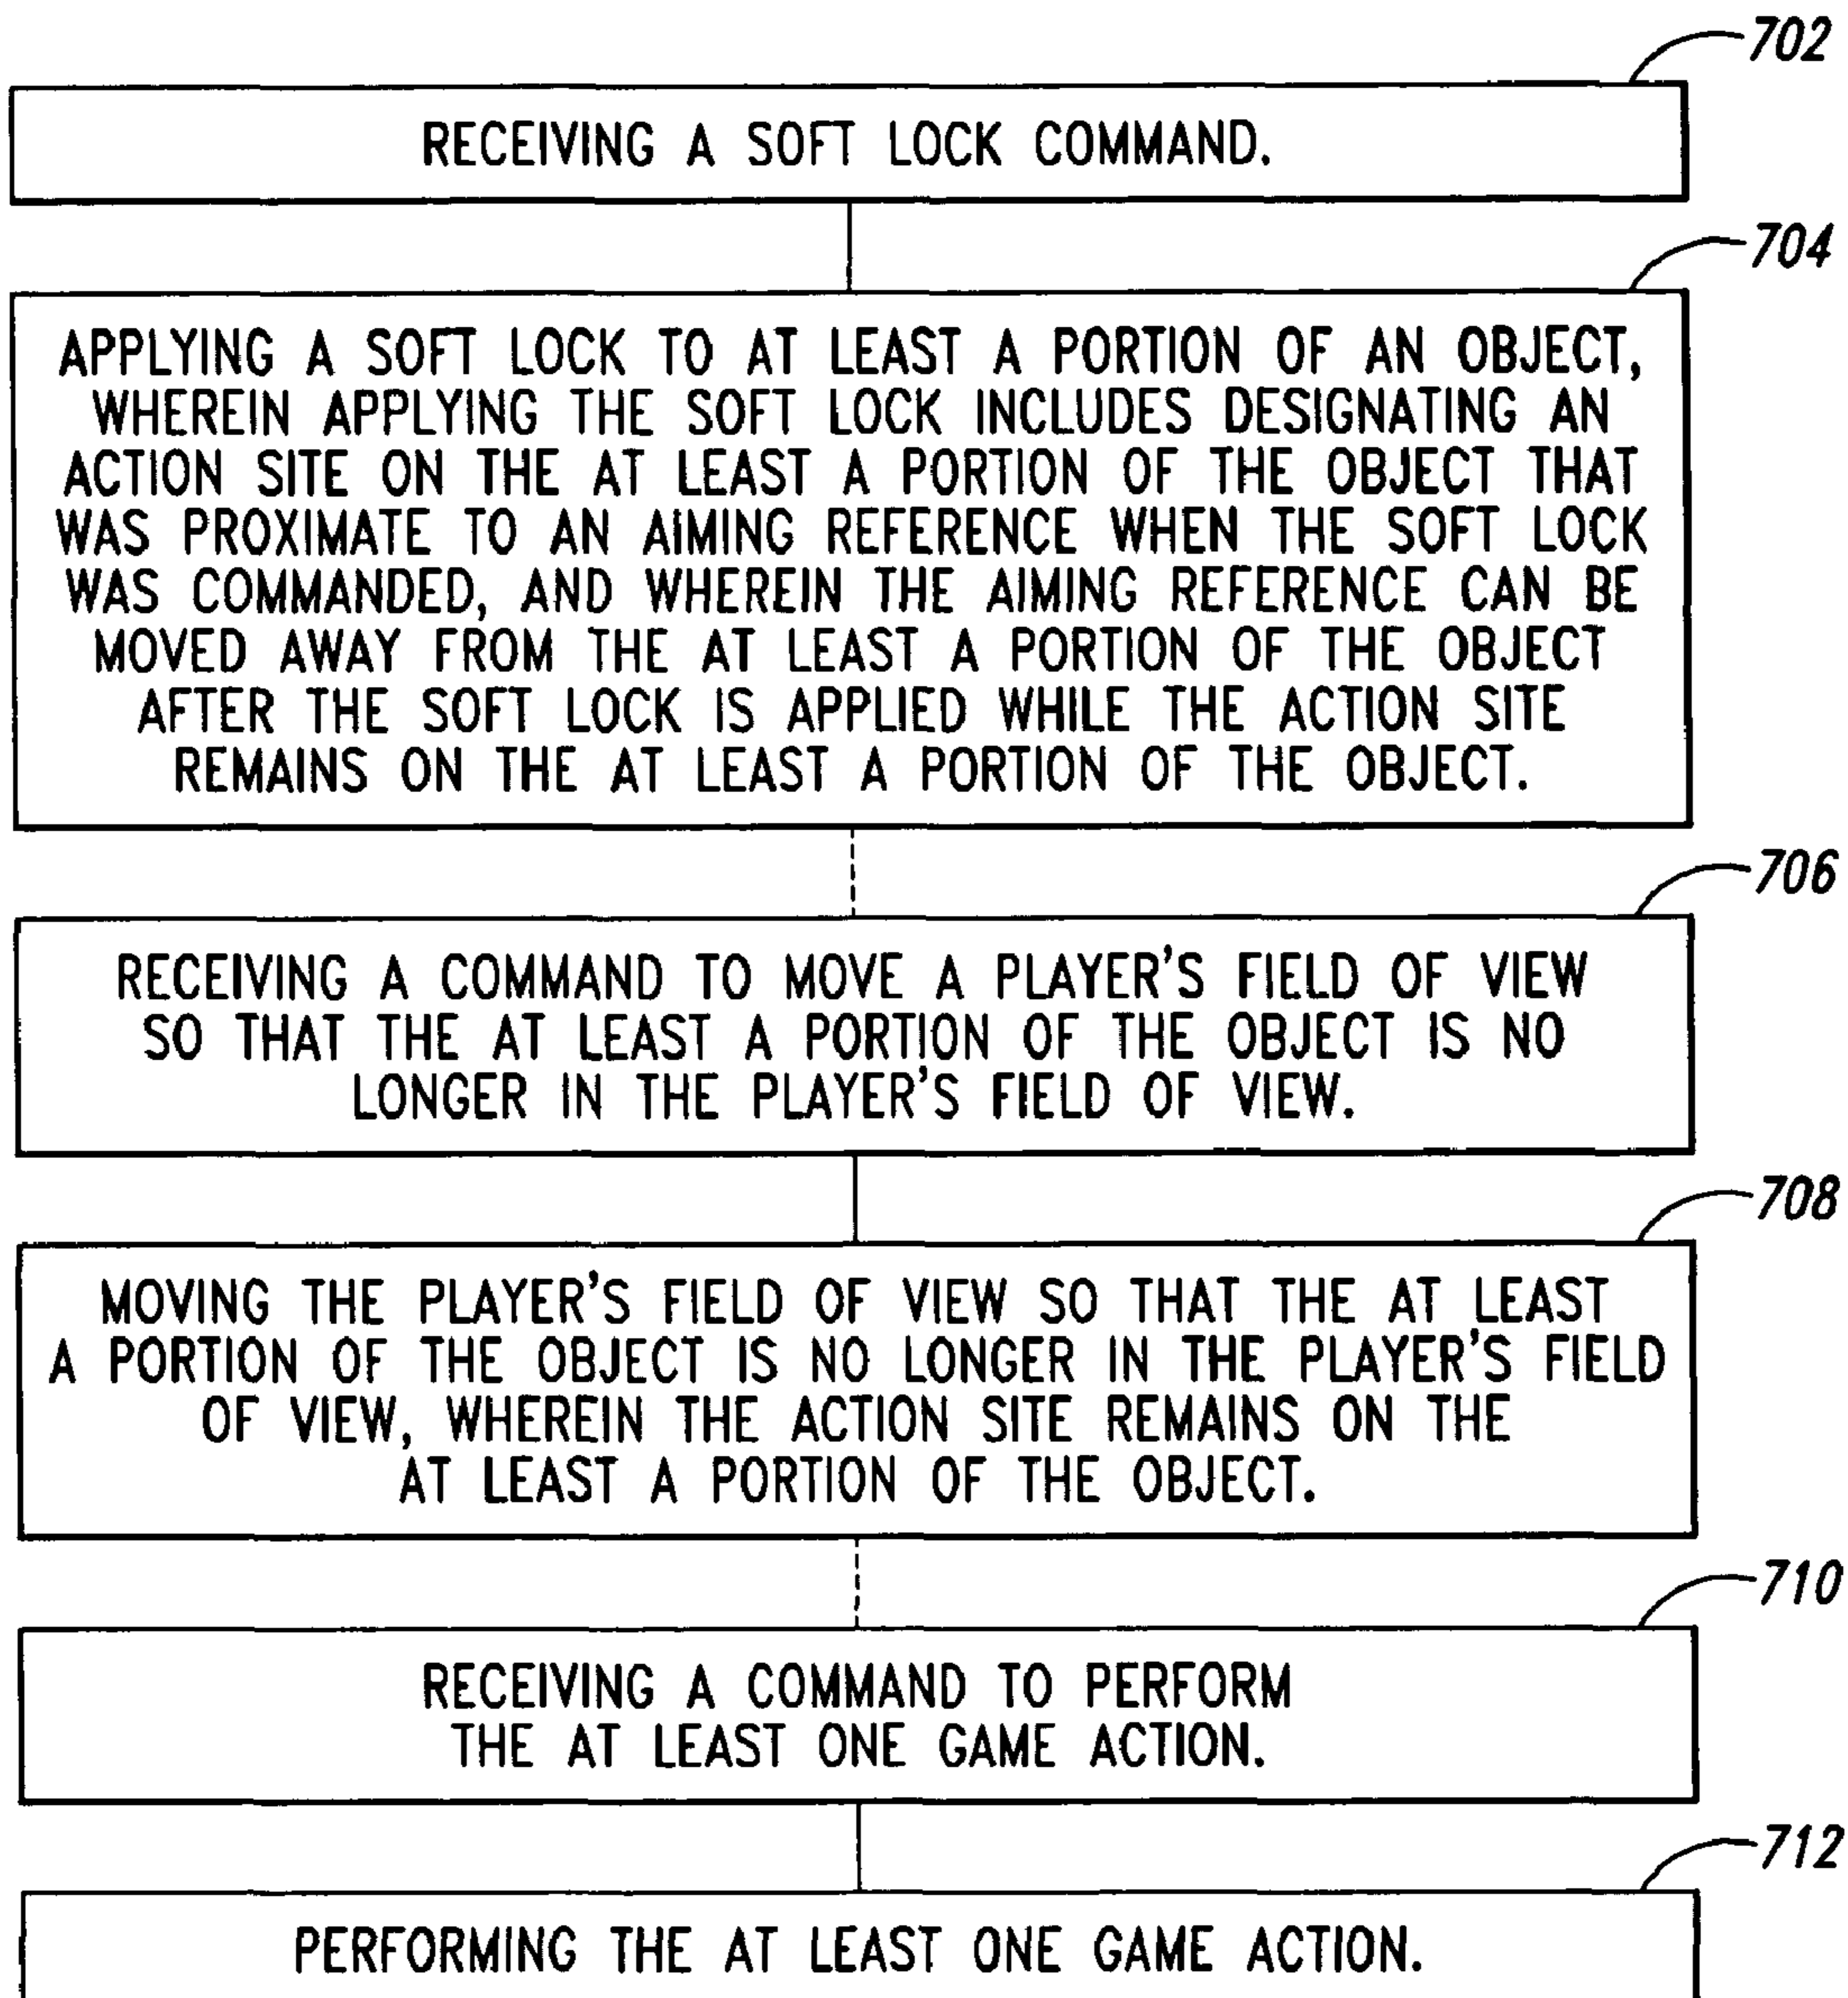 702
RECEIVING A SOFT LOCK COMMAND.
704
APPLYING A SOFT LOCK TO AT LEAST A PORTION OF AN OBJECT,
WHEREIN APPLYING THE SOFT LOCK INCLUDES DESIGNATING AN
ACTION SITE ON THE AT LEAST A PORTION OF THE OBJECT THAT
WAS PROXIMATE TO AN AIMING REFERENCE WHEN THE SOFT LOCK
WAS COMMANDED, AND WHEREIN THE AIMING REFERENCE CAN BE
MOVED AWAY FROM THE AT LEAST A PORTION OF THE OBJECT
AFTER THE SOFT LOCK IS APPLIED WHILE THE ACTION SITE
REMAINS ON THE AT LEAST A PORTION OF THE OBJECT.
706
RECEIVING A COMMAND TO MOVE A PLAYER'S FIELD OF VIEW
SO THAT THE AT LEAST A PORTION OF THE OBJECT IS NO
LONGER IN THE PLAYER'S FIELD OF VIEW.
708
MOVING THE PLAYER'S FIELD OF VIEW SO THAT THE AT LEAST
A PORTION OF THE OBJECT IS NO LONGER IN THE PLAYER'S FIELD
OF VIEW, WHEREIN THE ACTION SITE REMAINS ON THE
AT LEAST A PORTION OF THE OBJECT.
710
RECEIVING A COMMAND TO PERFORM
THE AT LEAST ONE GAME ACTION.
712
PERFORMING THE AT LEAST ONE GAME ACTION.